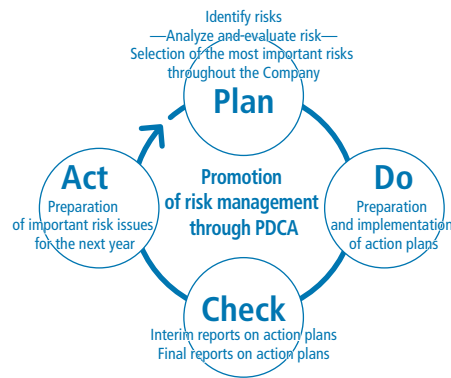 Identify risks
—Analyze and evaluate risk—
Selection of the most important risks
throughout the Company
Plan
Act
Preparation
of important risk issues
for the next year
Promotion
of risk management
through PDCA
Do
Preparation
and implementation
of action plans
Check
Interim reports on action plans
Final reports on action plans